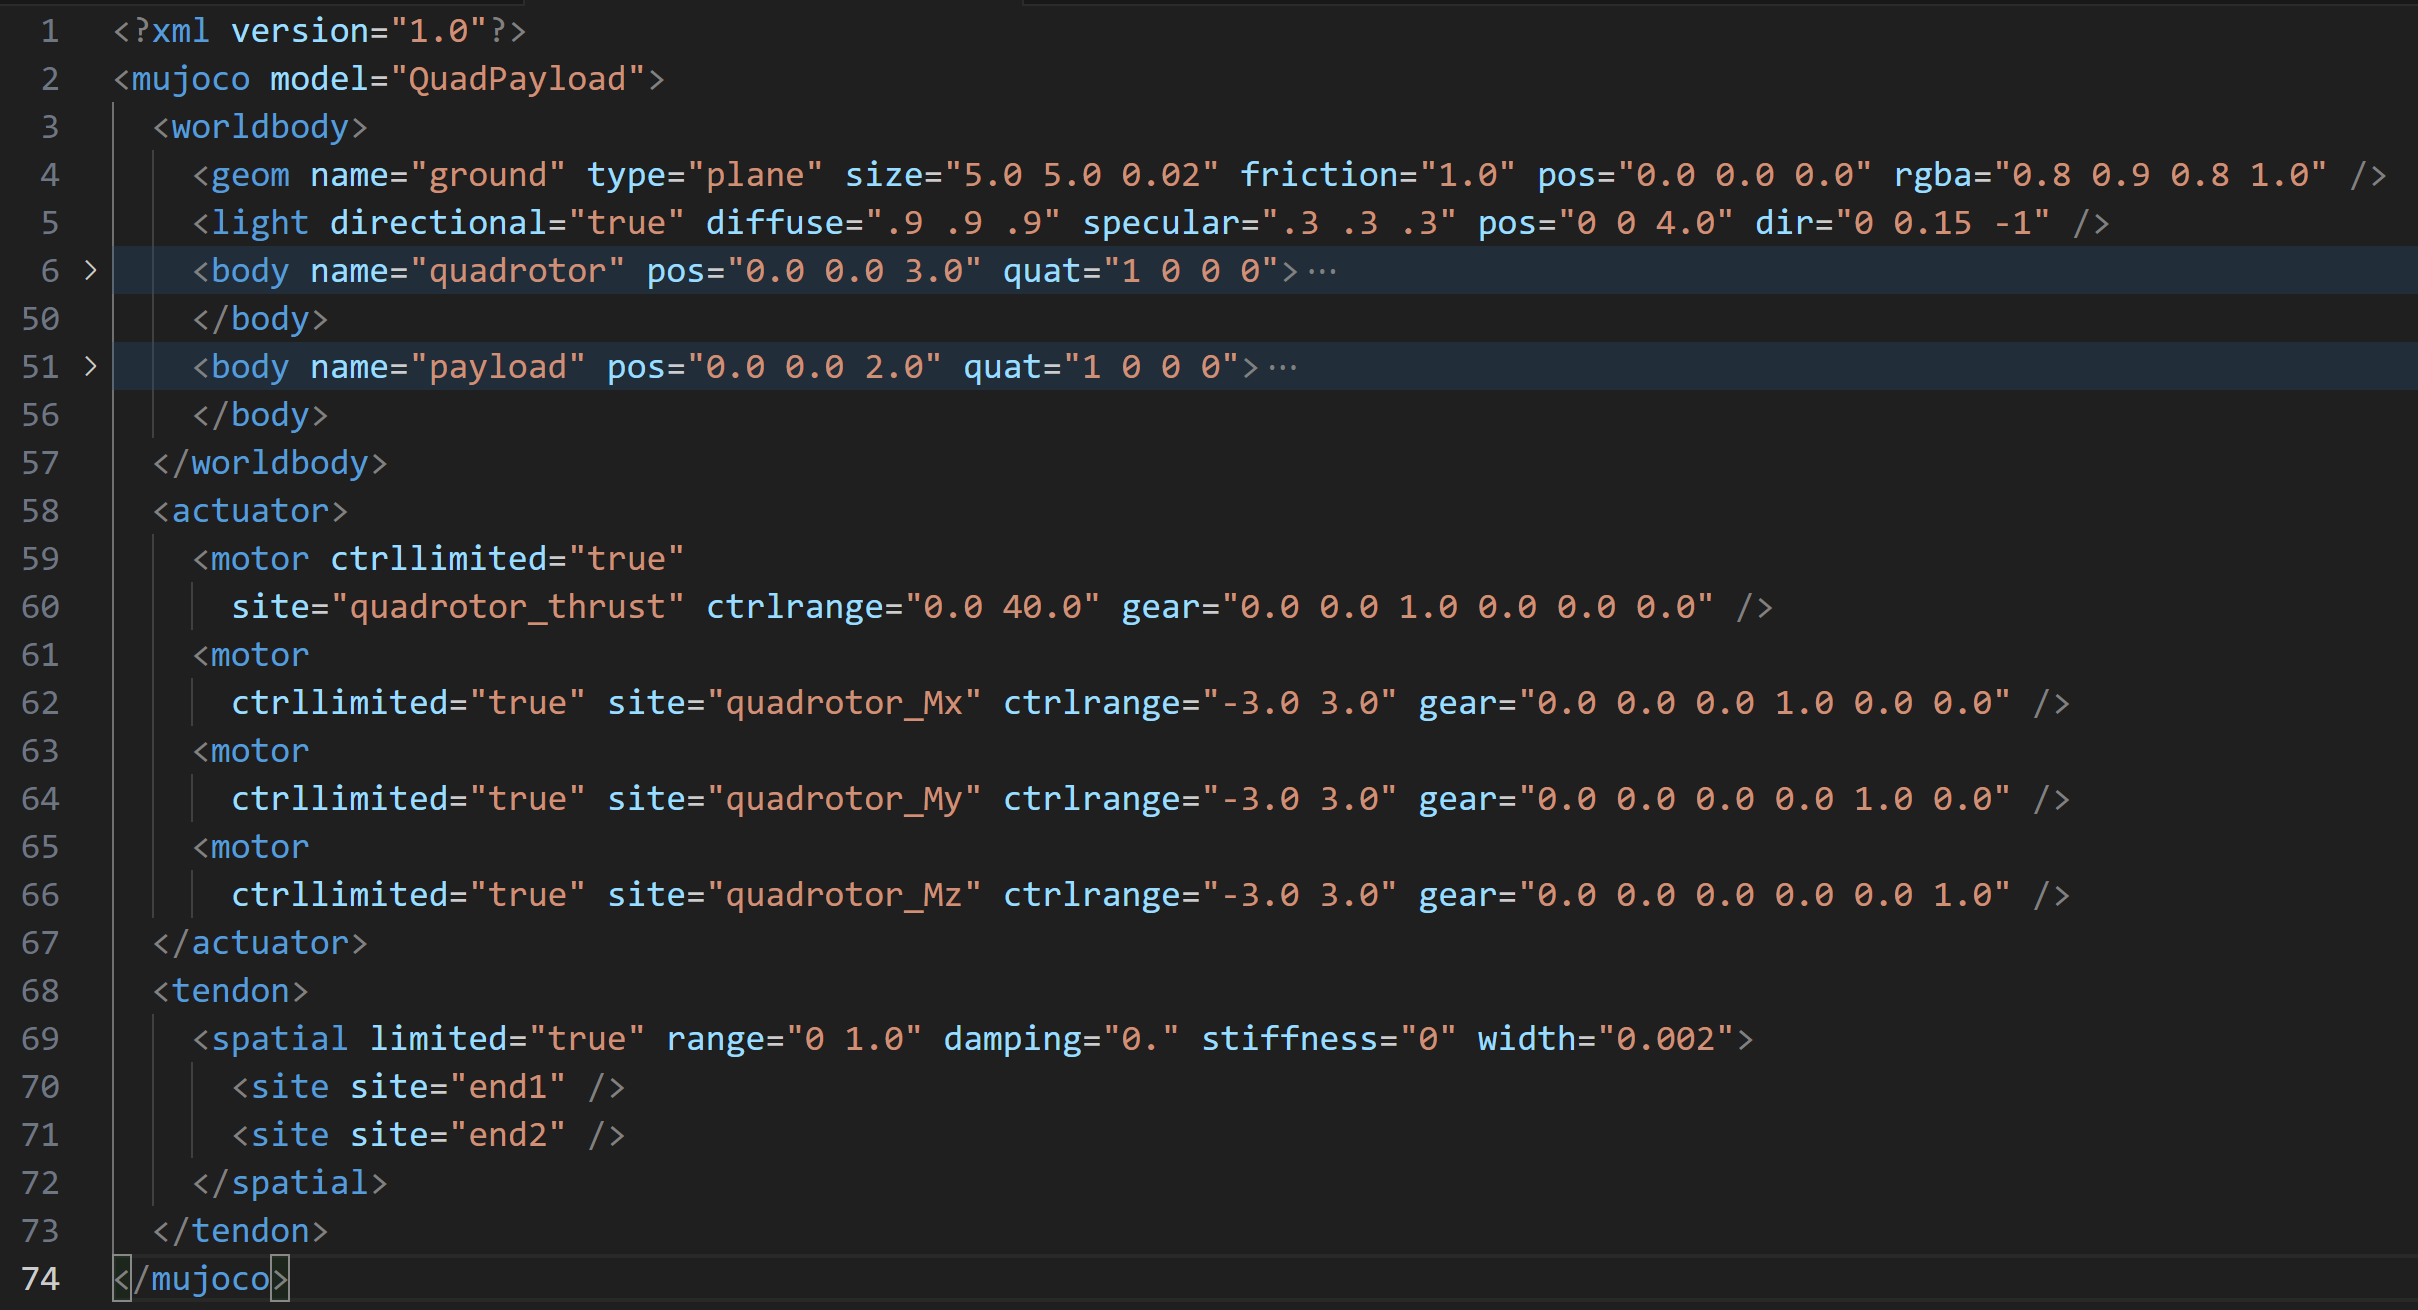 1 <?xml version="1.0"?>
2 <mujoco model="QuadPayload">
3 <worldbody>
4 <geom name="ground" type="plane" size="5.0 5.0 0.02" friction="1.0" pos="0.0 0.0 0.0" rgba="0.8 0.9 0.8 1.0" />
5 <light directional="true" diffuse=".9 .9 .9" specular=".3 .3 .3" pos="0 0 4.0" dir="0 0.15 -1" />
6 > <body name="quadrotor" pos="0.0 0.0 3.0" quat="1 0 0 0">···
50 </body>
51 > <body name="payload" pos="0.0 0.0 2.0" quat="1 0 0 0">···
56 </body>
57 </worldbody>
58 <actuator>
59 <motor ctrllimited="true"
60 site="quadrotor_thrust" ctrlrange="0.0 40.0" gear="0.0 0.0 1.0 0.0 0.0 0.0" />
61 <motor
62 ctrllimited="true" site="quadrotor_Mx" ctrlrange="-3.0 3.0" gear="0.0 0.0 0.0 1.0 0.0 0.0" />
63 <motor
64 ctrllimited="true" site="quadrotor_My" ctrlrange="-3.0 3.0" gear="0.0 0.0 0.0 0.0 1.0 0.0" />
65 <motor
66 ctrllimited="true" site="quadrotor_Mz" ctrlrange="-3.0 3.0" gear="0.0 0.0 0.0 0.0 0.0 1.0" />
67 </actuator>
68 <tendon>
69 <spatial limited="true" range="0 1.0" damping="0." stiffness="0" width="0.002">
70 <site site="end1" />
71 <site site="end2" />
72 </spatial>
73 </tendon>
74 </mujoco>